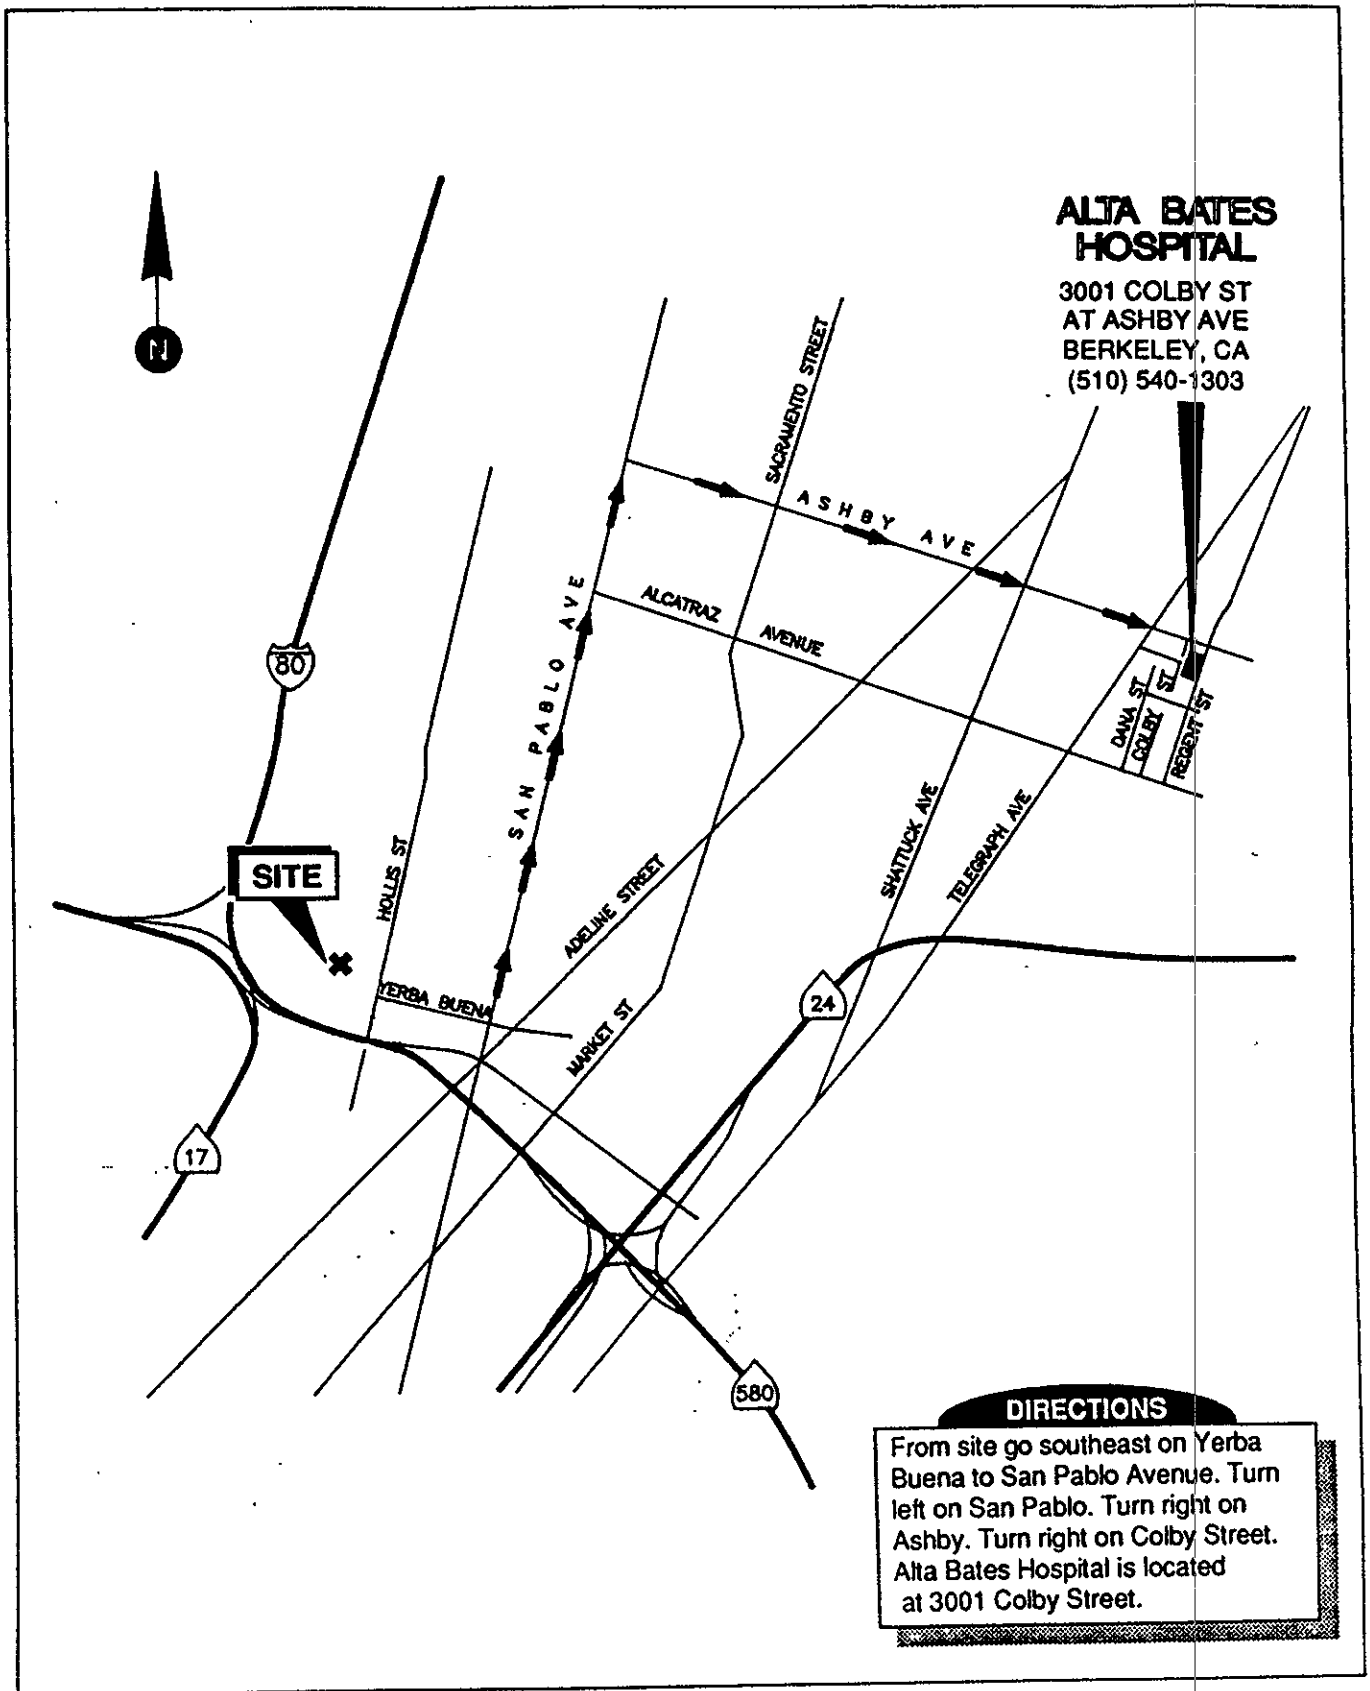 ALTA BATES
HOSPITAL
3001 COLBY ST
AT ASHBY AVE
BERKELEY, CA
(510) 540-1303
N
SACRAMENTO STREET
ASHBY AVE
ALCATRAZ AVENUE
SAN PABLO AVE
80
HOLLIS ST
SITE
DANA ST
COLBY ST
REGENT ST
SHATTUCK AVE
TELEGRAPH AVE
ADELINE STREET
YERBA BUENA
MARKET ST
24
17
580
DIRECTIONS
From site go southeast on Yerba
Buena to San Pablo Avenue. Turn
left on San Pablo. Turn right on
Ashby. Turn right on Colby Street.
Alta Bates Hospital is located
at 3001 Colby Street.